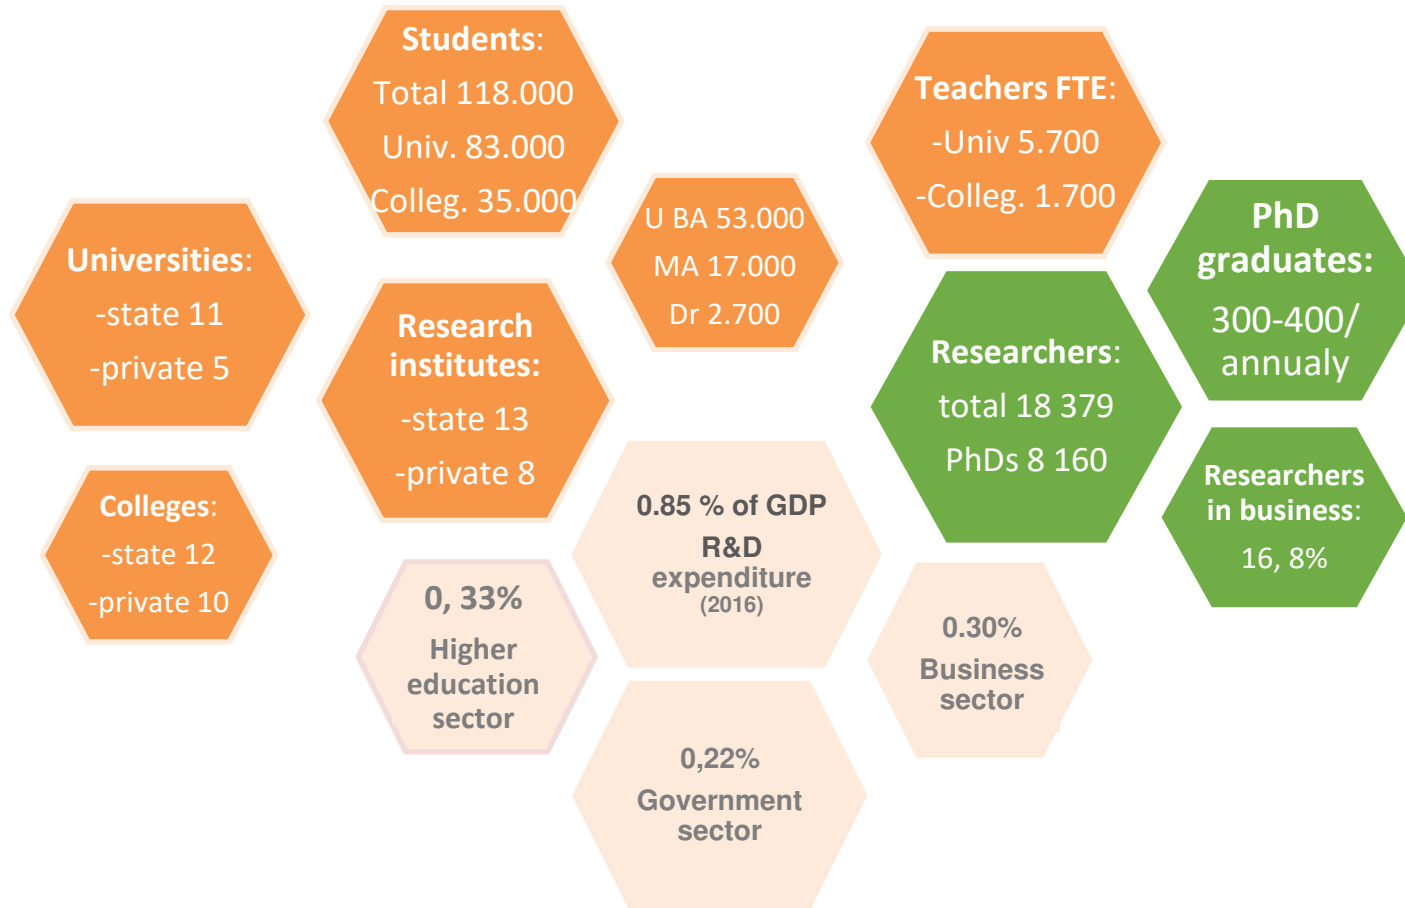 Students:
Total 118.000
Univ. 83.000
Colleg. 35.000
Teachers FTE:
-Univ 5.700
-Colleg. 1.700
U BA 53.000
MA 17.000
Dr 2.700
PhD
graduates:
300-400/
annualy
Universities:
-state 11
-private 5
Research
institutes:
-state 13
-private 8
Researchers:
total 18 379
PhDs 8 160
Colleges:
-state 12
-private 10
0.85 % of GDP
R&D
expenditure
(2016)
Researchers
in business:
16, 8%
0, 33%
Higher
education
sector
0.30%
Business
sector
0,22%
Government
sector